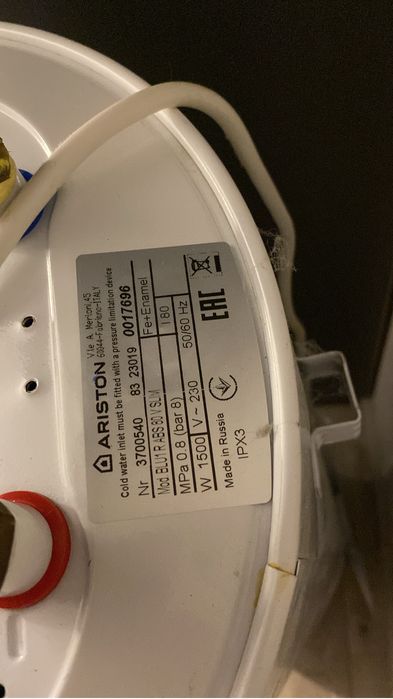 ARISTON V.le A. Merloni,45
60044-Fabriano-ITALY
Cold water inlet must be fitted with a pressure limitation device
Nr 3700540 83 23019 0017696
Mod. BLU1 R ABS 80 V SLIM Fe+Enamel
MPa 0.8 (bar 8) l 80
W 1500 V ~ 230 50/60 Hz
Made in Russia EAC
IPX3